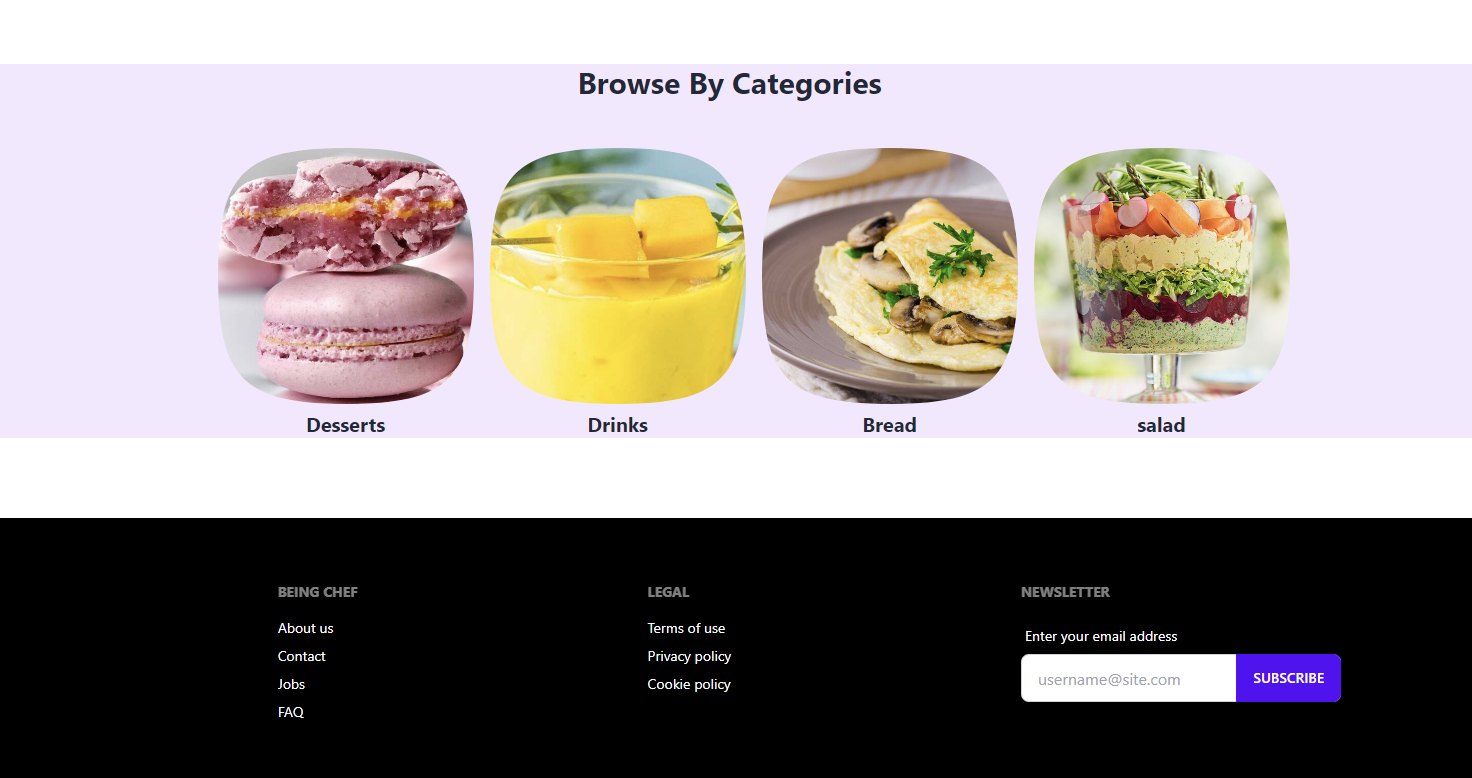 Browse By Categories
Desserts
Drinks
Bread
salad
BEING CHEF
About us
Contact
Jobs
FAQ
LEGAL
Terms of use
Privacy policy
Cookie policy
NEWSLETTER
Enter your email address
username@site.com
SUBSCRIBE